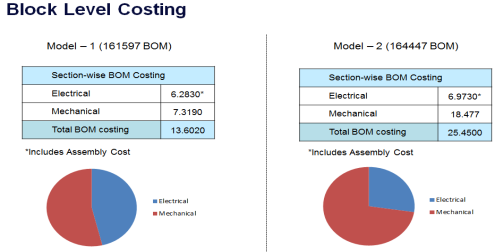 Block Level Costing
Model – 1 (161597 BOM)
Section-wise BOM Costing
Electrical 6.2830*
Mechanical 7.3190
Total BOM costing 13.6020
*Includes Assembly Cost
Electrical
Mechanical
Model – 2 (164447 BOM)
Section-wise BOM Costing
Electrical 6.9730*
Mechanical 18.477
Total BOM costing 25.4500
*Includes Assembly Cost
Electrical
Mechanical